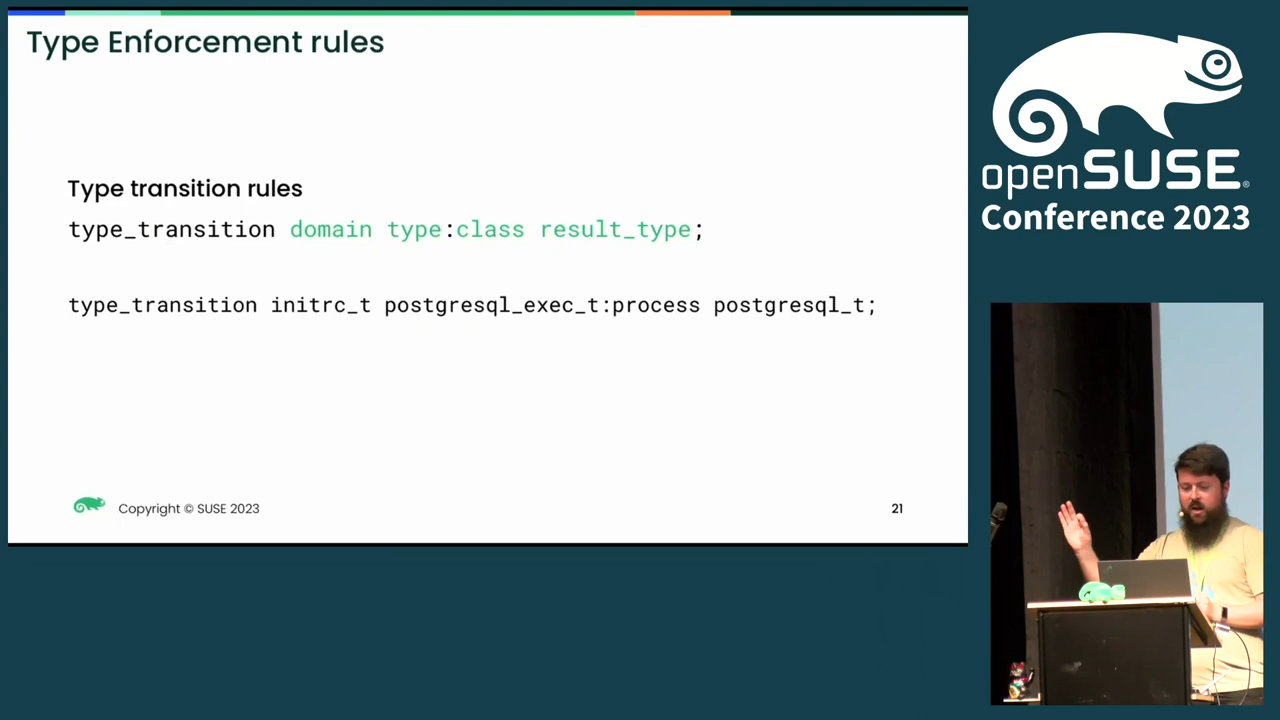 Type Enforcement rules
Type transition rules
type_transition domain type:class result_type;
type_transition initrc_t postgresql_exec_t:process postgresql_t;
Copyright © SUSE 2023
21
openSUSE®
Conference 2023